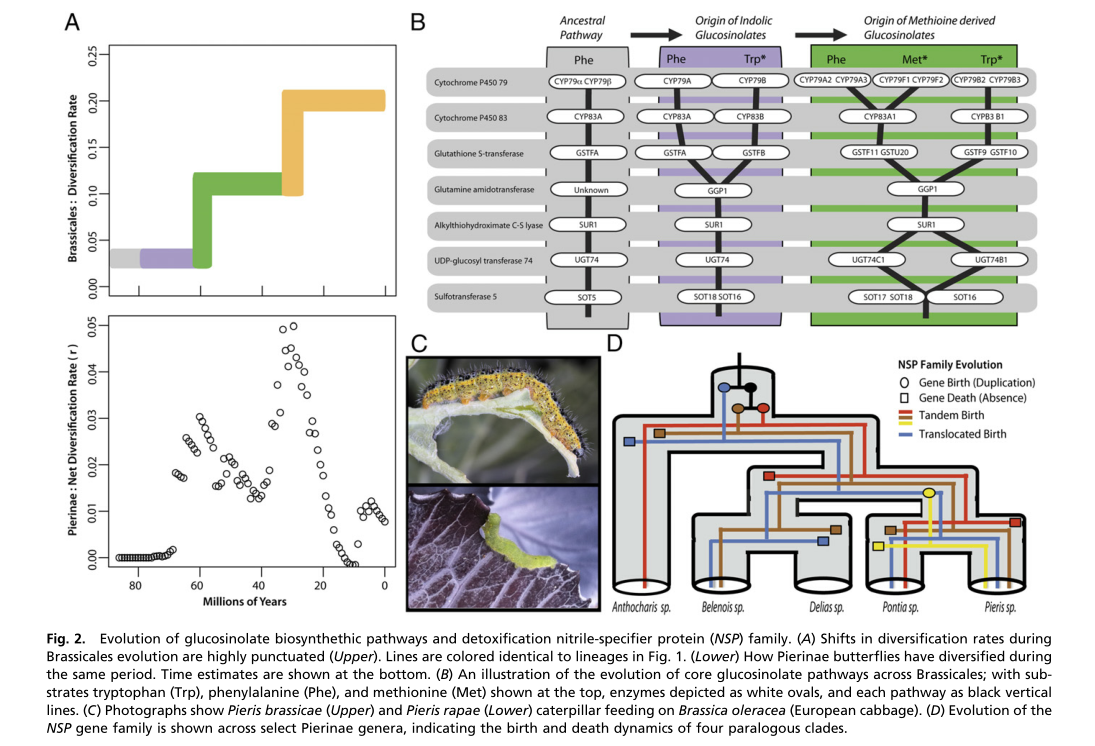 A
Brassicales : Diversification Rate
0.25
0.20
0.15
0.10
0.05
0.00
Pierinae : Net Diversification Rate ( r )
0.05
0.04
0.03
0.02
0.01
0.00
80 60 40 20 0
Millions of Years
B
Ancestral
Pathway
Origin of Indolic
Glucosinolates
Origin of Methioine derived
Glucosinolates
Phe Phe Trp* Phe Met* Trp*
Cytochrome P450 79 CYP79α CYP79β CYP79A CYP79B CYP79A2 CYP79A3 CYP79F1 CYP79F2 CYP79B2 CYP79B3
Cytochrome P450 83 CYP83A CYP83A CYP83B CYP83A1 CYPB3 B1
Glutathione S-transferase GSTFA GSTFA GSTFB GSTF11 GSTU20 GSTF9 GSTF10
Glutamine amidotransferase Unknown GGP1 GGP1
Alkylthiohydroximate C-S lyase SUR1 SUR1 SUR1
UDP-glucosyl transferase 74 UGT74 UGT74 UGT74C1 UGT74B1
Sulfotransferase 5 SOT5 SOT18 SOT16 SOT17 SOT18 SOT16
C
D
NSP Family Evolution
Gene Birth (Duplication)
Gene Death (Absence)
Tandem Birth
Translocated Birth
Anthocharis sp. Belenois sp. Delias sp. Pontia sp. Pieris sp.
Fig. 2. Evolution of glucosinolate biosynthethic pathways and detoxification nitrile-specifier protein (NSP) family. (A) Shifts in diversification rates during
Brassicales evolution are highly punctuated (Upper). Lines are colored identical to lineages in Fig. 1. (Lower) How Pierinae butterflies have diversified during
the same period. Time estimates are shown at the bottom. (B) An illustration of the evolution of core glucosinolate pathways across Brassicales; with sub-
strates tryptophan (Trp), phenylalanine (Phe), and methionine (Met) shown at the top, enzymes depicted as white ovals, and each pathway as black vertical
lines. (C) Photographs show Pieris brassicae (Upper) and Pieris rapae (Lower) caterpillar feeding on Brassica oleracea (European cabbage). (D) Evolution of the
NSP gene family is shown across select Pierinae genera, indicating the birth and death dynamics of four paralogous clades.